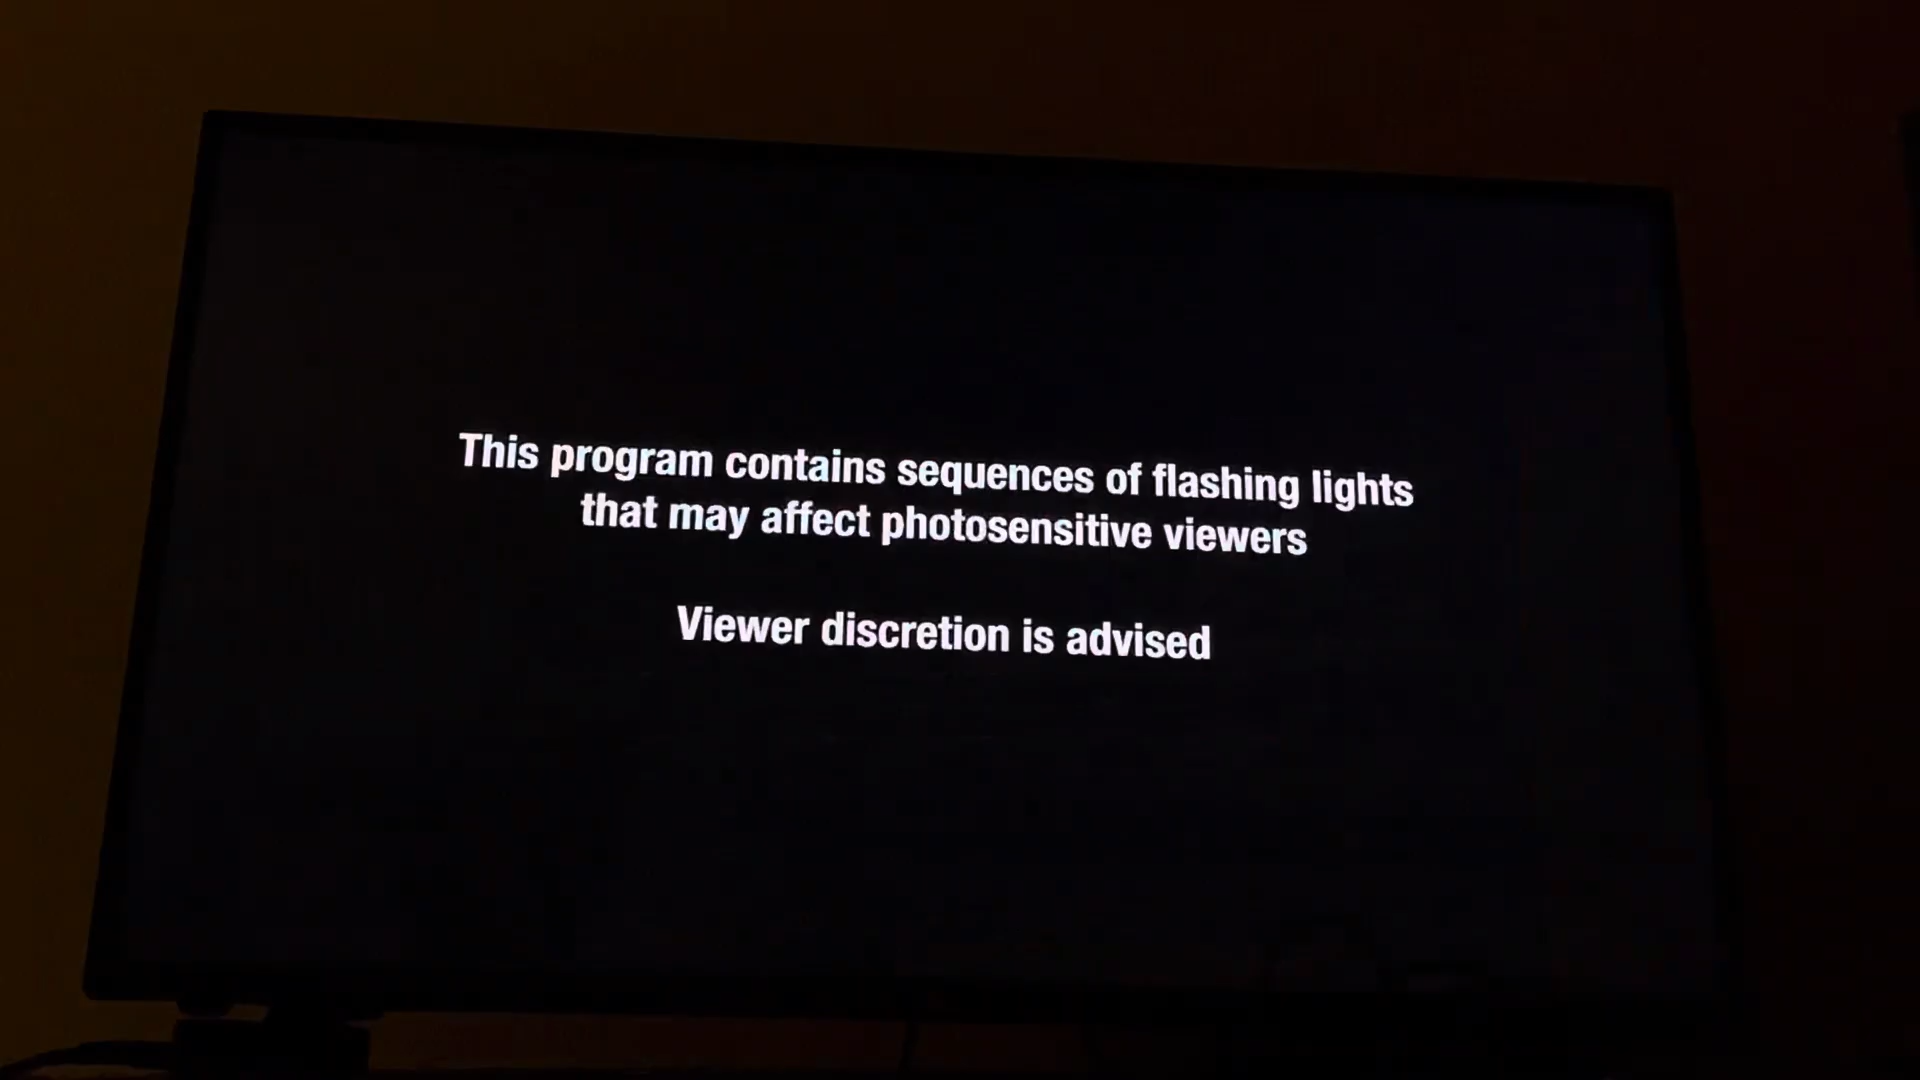 This program contains sequences of flashing lights
that may affect photosensitive viewers
Viewer discretion is advised